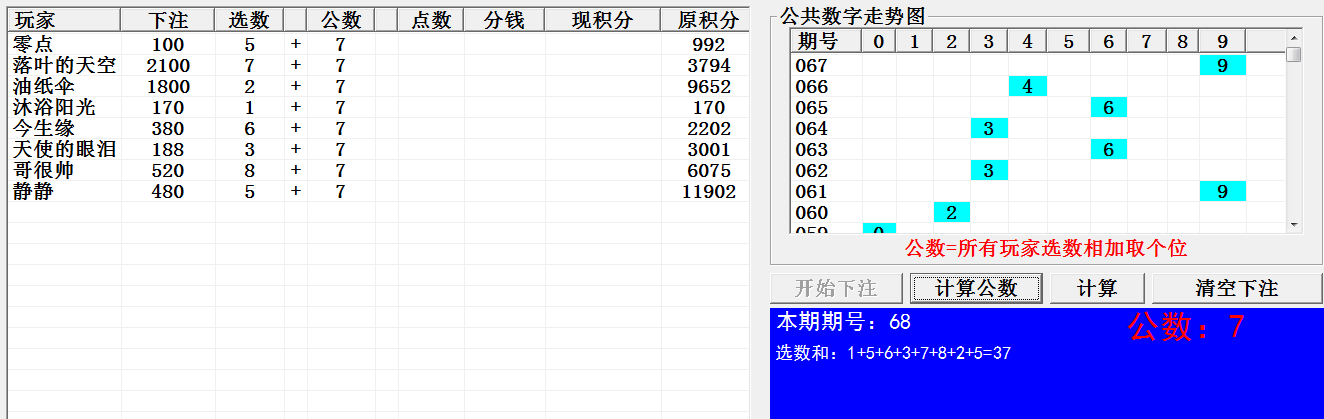 玩家 下注 选数 公数 点数 分钱 现积分 原积分
零点 100 5 + 7 992
落叶的天空 2100 7 + 7 3794
油纸伞 1800 2 + 7 9652
沐浴阳光 170 1 + 7 170
今生缘 380 6 + 7 2202
天使的眼泪 188 3 + 7 3001
哥很帅 520 8 + 7 6075
静静 480 5 + 7 11902
公共数字走势图
期号 0 1 2 3 4 5 6 7 8 9
067 9
066 4
065 6
064 3
063 6
062 3
061 9
060 2
059 0
公数=所有玩家选数相加取个位
开始下注 计算公数 计算 清空下注
本期期号：68 公数：7
选数和：1+5+6+3+7+8+2+5=37